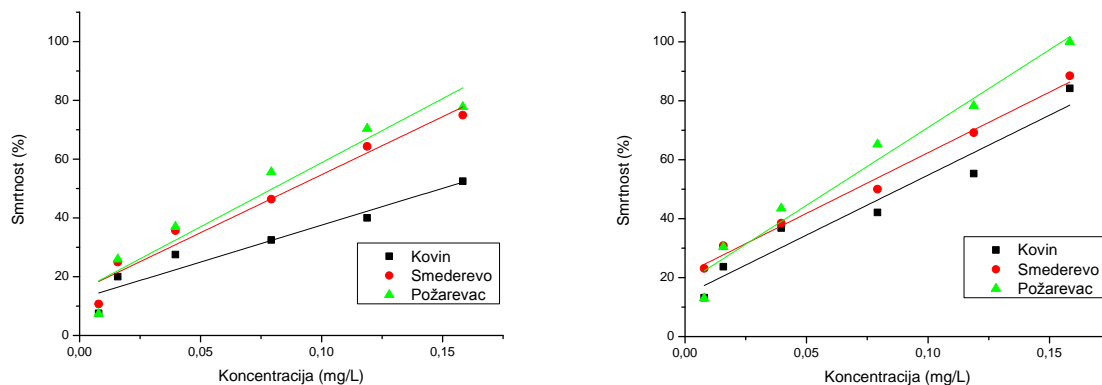 100
80
60
40
20
0
Smrtnost (%)
Kovin
Smederevo
Požarevac
0,00
0,05
0,10
0,15
Koncentracija (mg/L)
100
80
60
40
20
0
Smrtnost (%)
Kovin
Smederevo
Požarevac
0,00
0,05
0,10
0,15
Koncentracija (mg/L)